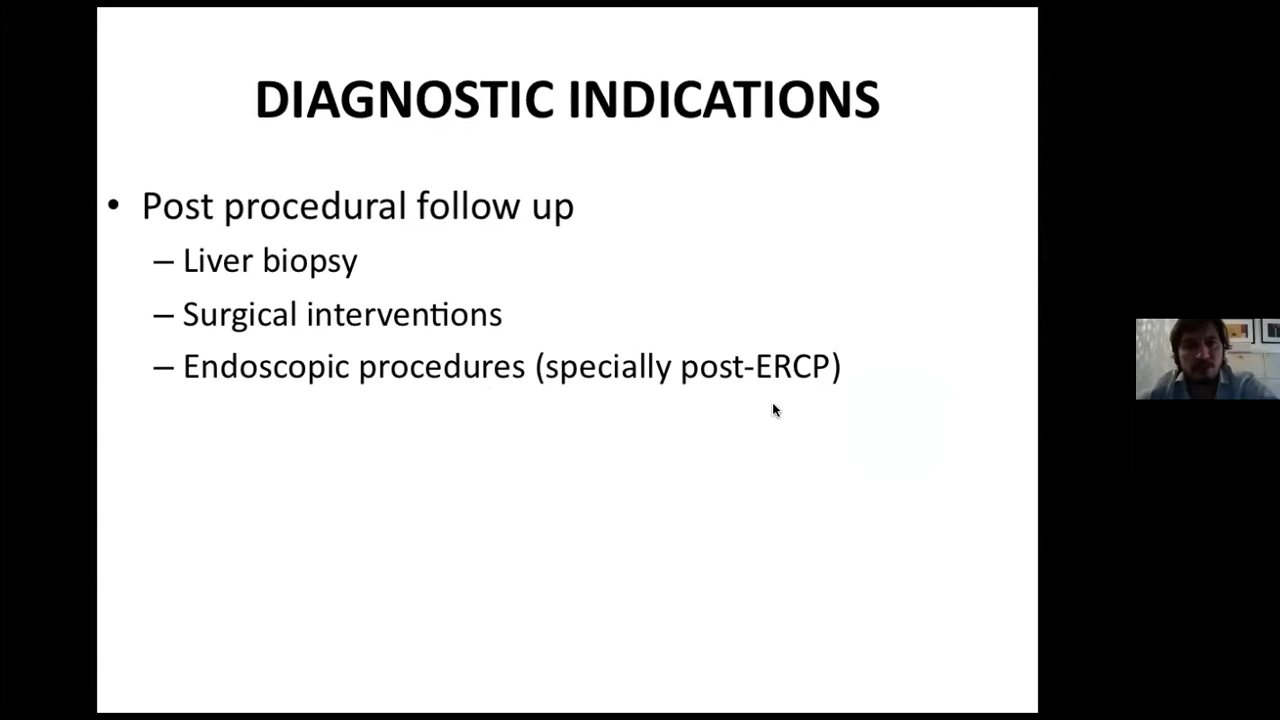 DIAGNOSTIC INDICATIONS
• Post procedural follow up
– Liver biopsy
– Surgical interventions
– Endoscopic procedures (specially post-ERCP)